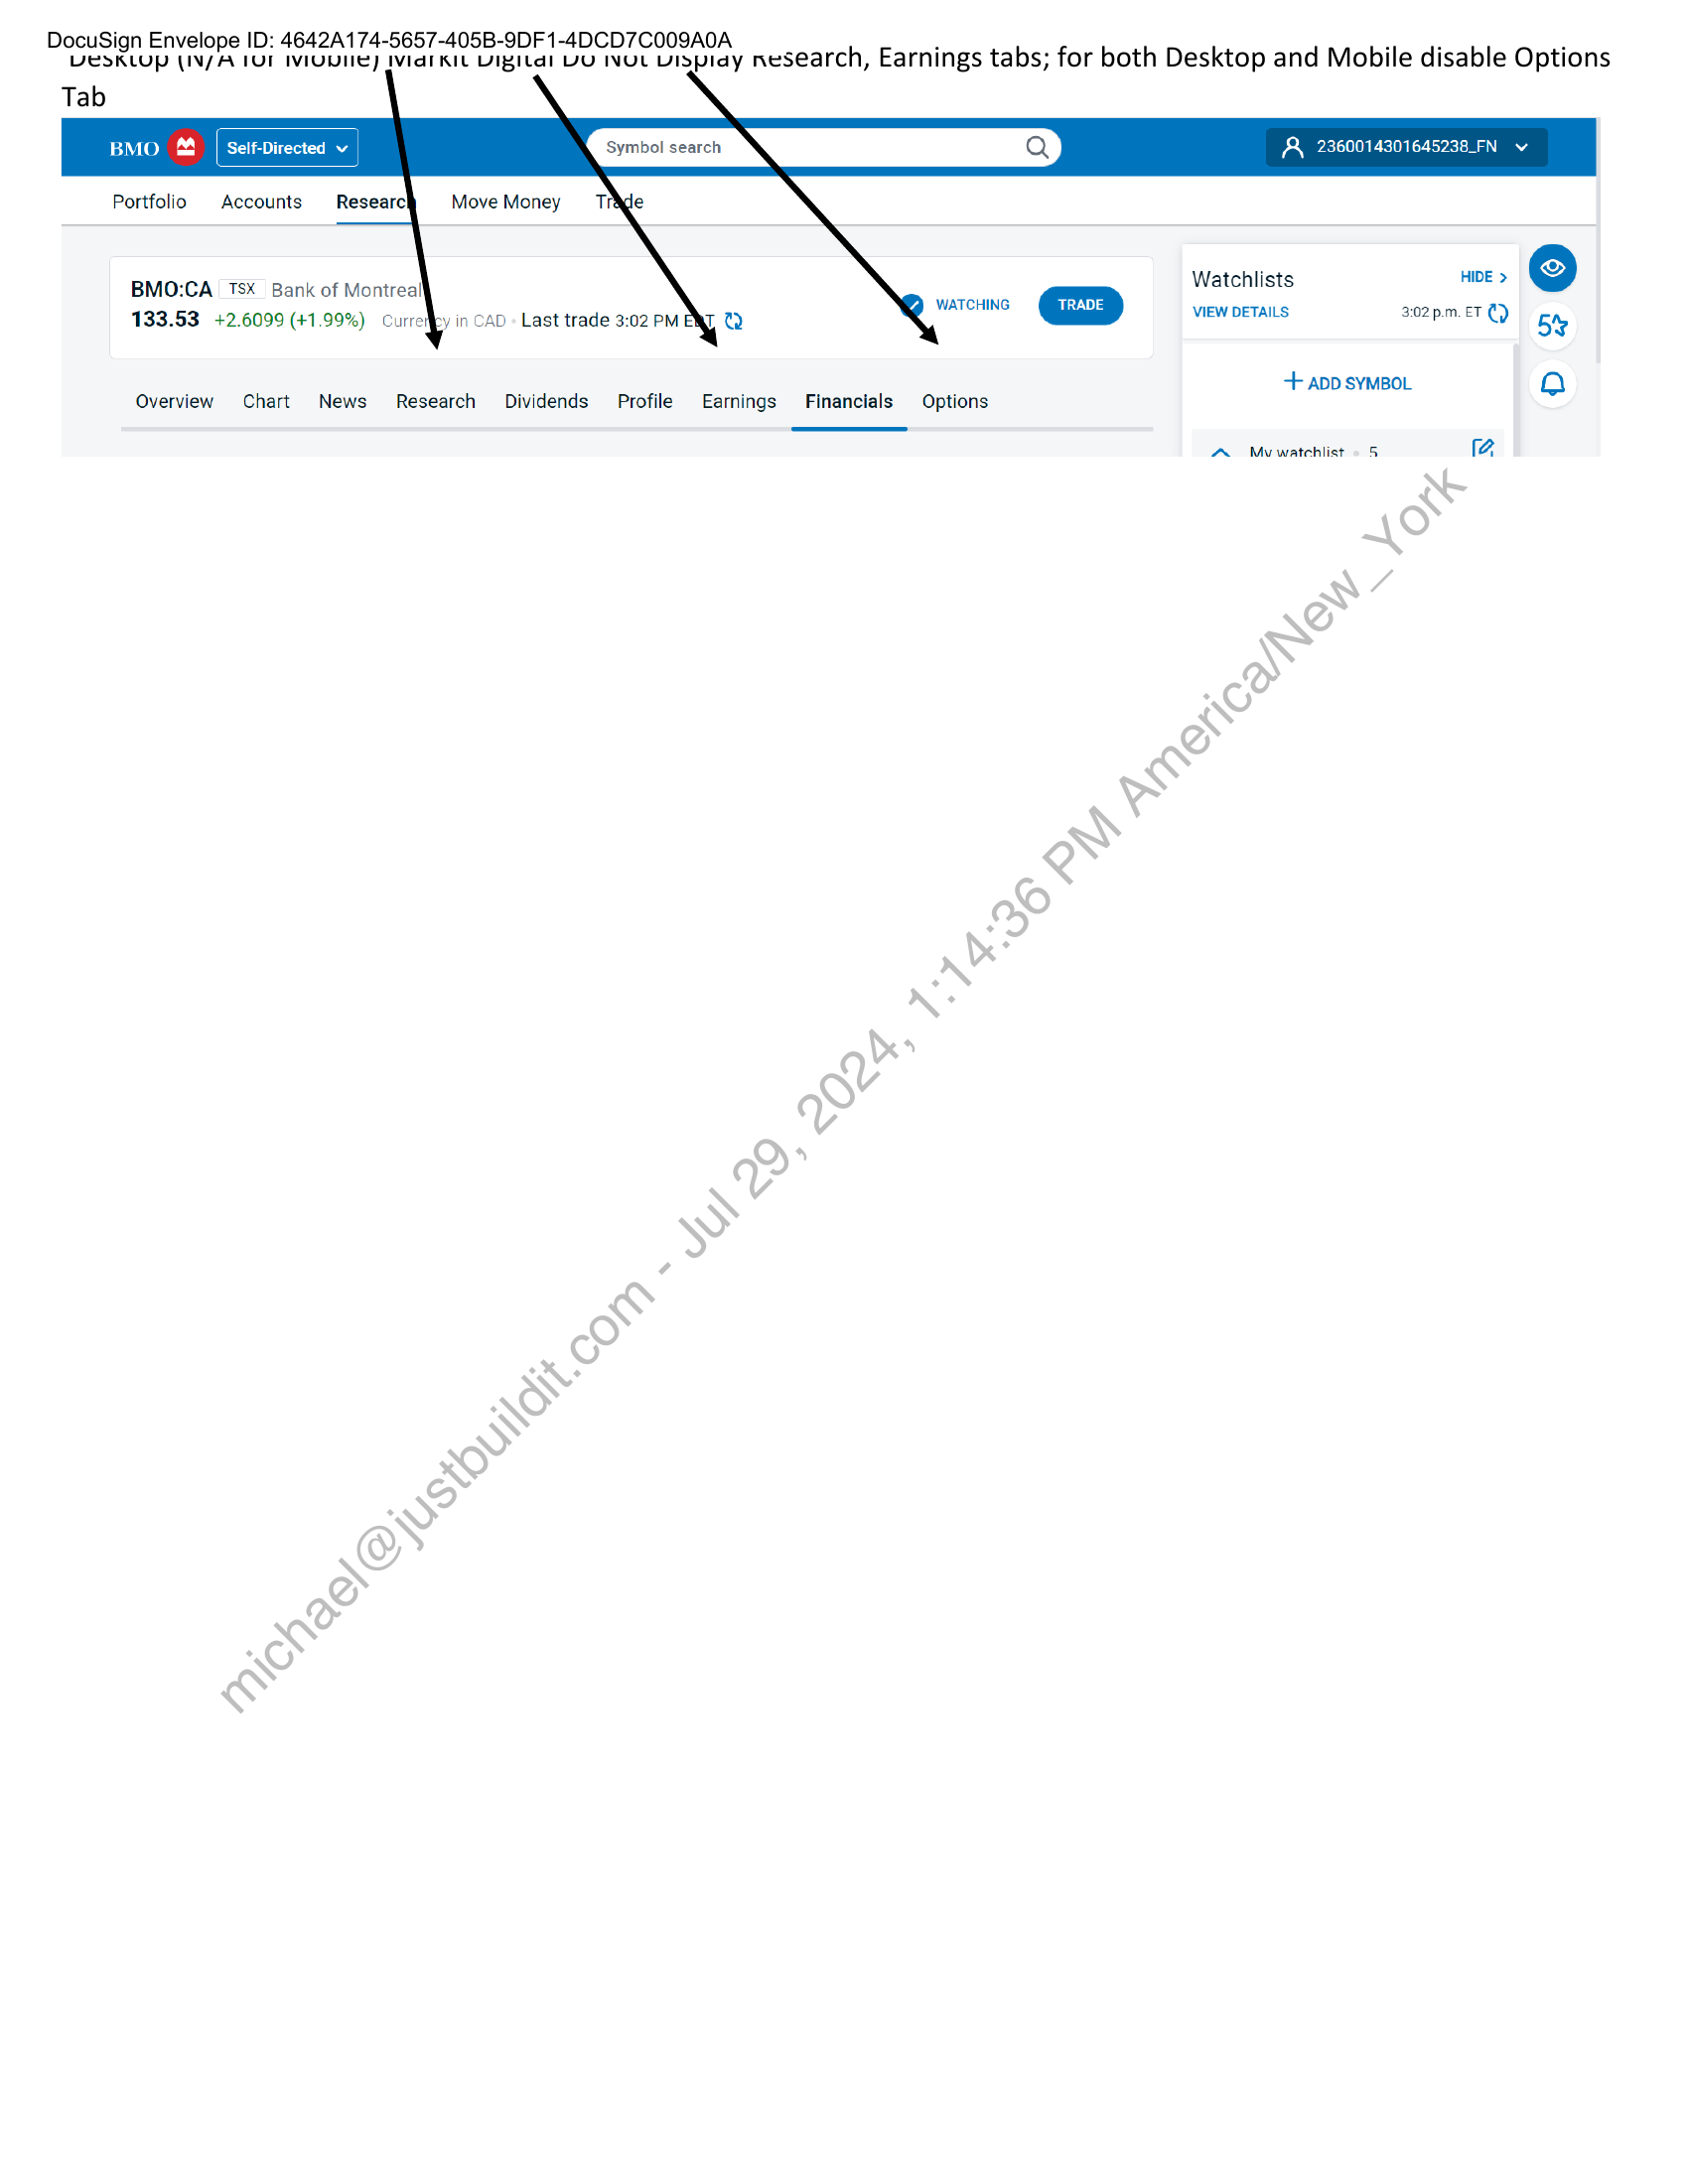 DocuSign Envelope ID: 4642A174-5657-405B-9DF1-4DCD7C009A0A
Desktop (N/A for Mobile) Markit Digital Do Not Display Research, Earnings tabs; for both Desktop and Mobile disable Options
Tab
BMO Self-Directed Symbol search 2360014301645238_FN
Portfolio Accounts Research Move Money Trade
BMO:CA TSX Bank of Montreal
133.53 +2.6099 (+1.99%) Currency in CAD • Last trade 3:02 PM EDT
WATCHING TRADE
Overview Chart News Research Dividends Profile Earnings Financials Options
Watchlists HIDE >
VIEW DETAILS 3:02 p.m. ET
5
+ ADD SYMBOL
My watchlist • 5
michael@justbuildit.com - Jul 29, 2024, 1:14:36 PM America/New_York